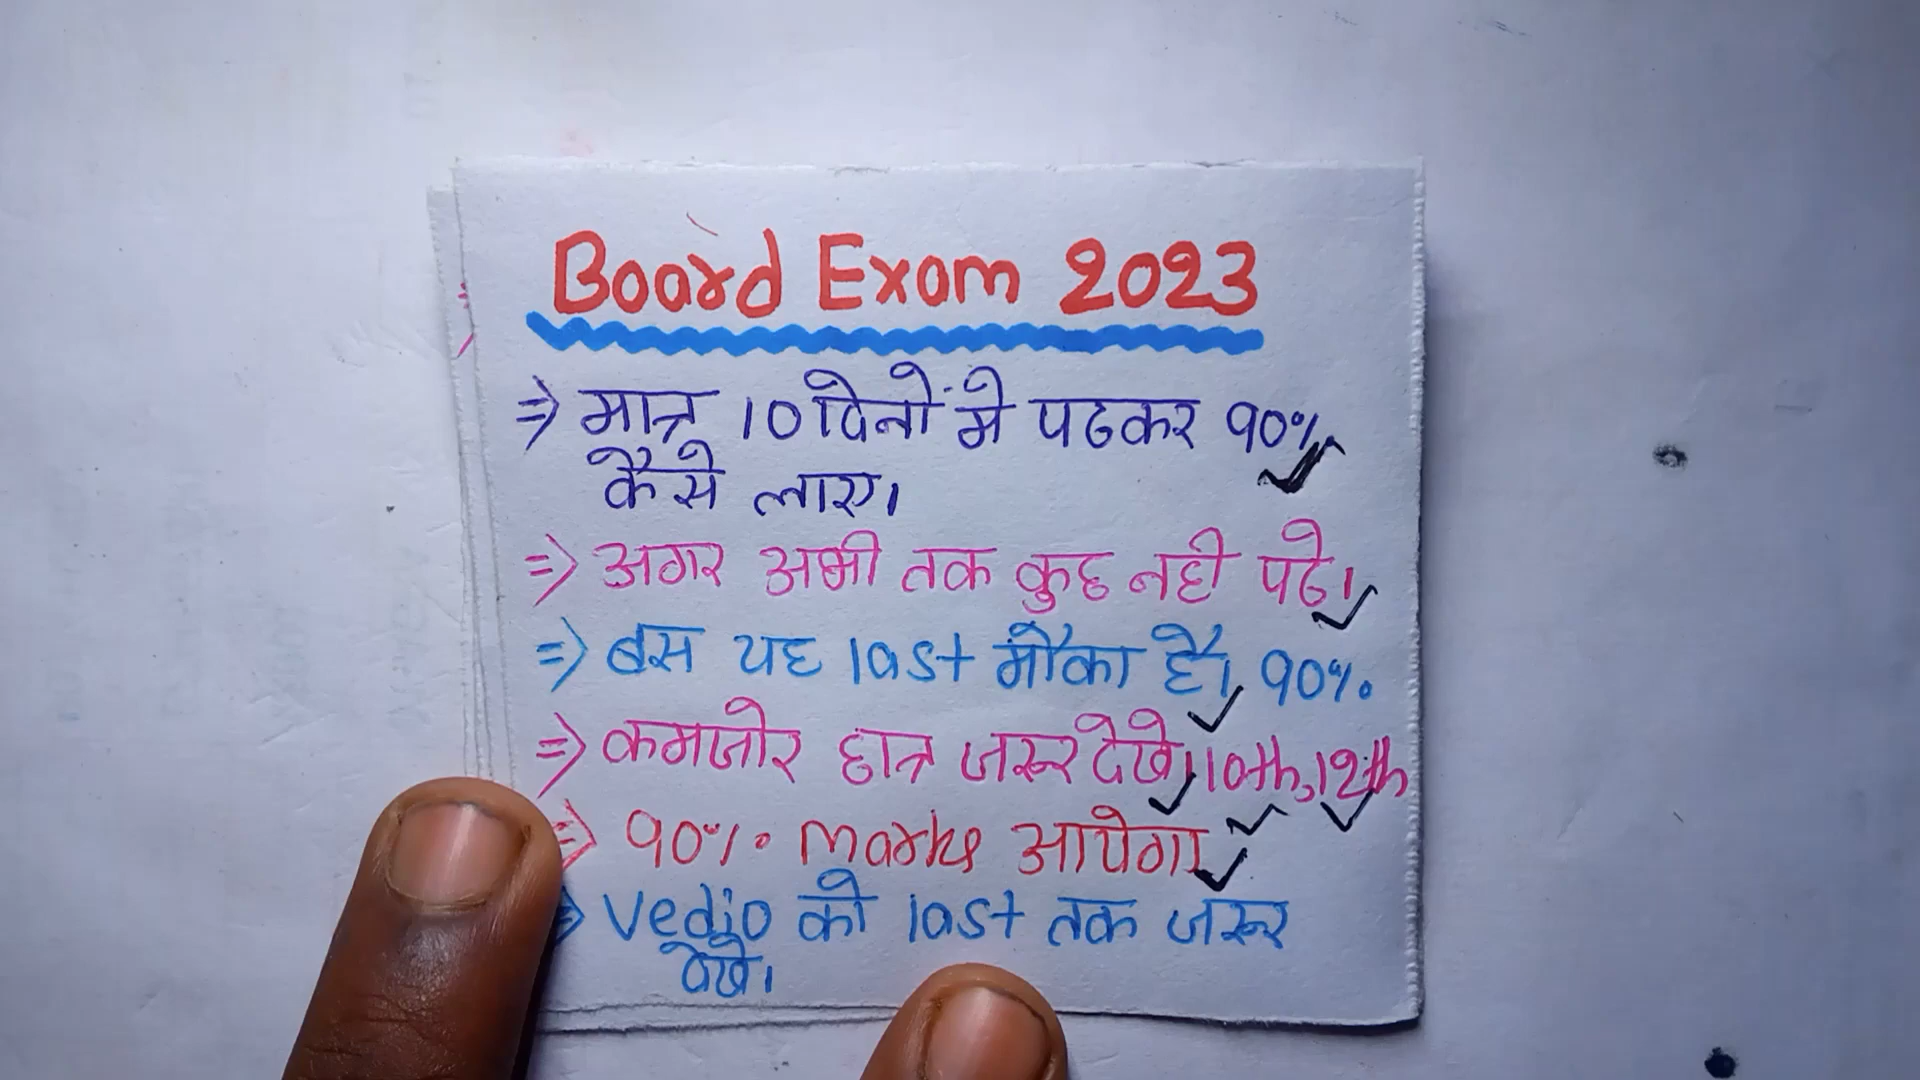 Board Exam 2023
⇒ मात्र 10 दिनों मे पढकर 90%
कैसे लाए।
⇒ अगर अभी तक कुछ नही पढे।
⇒ बस यह last मौका है। 90%
⇒ कमजोर छात्र जरूर देखे। 10th, 12th
⇒ 90% marks आयेगा
⇒ Vedio को last तक जरूर
देखे।